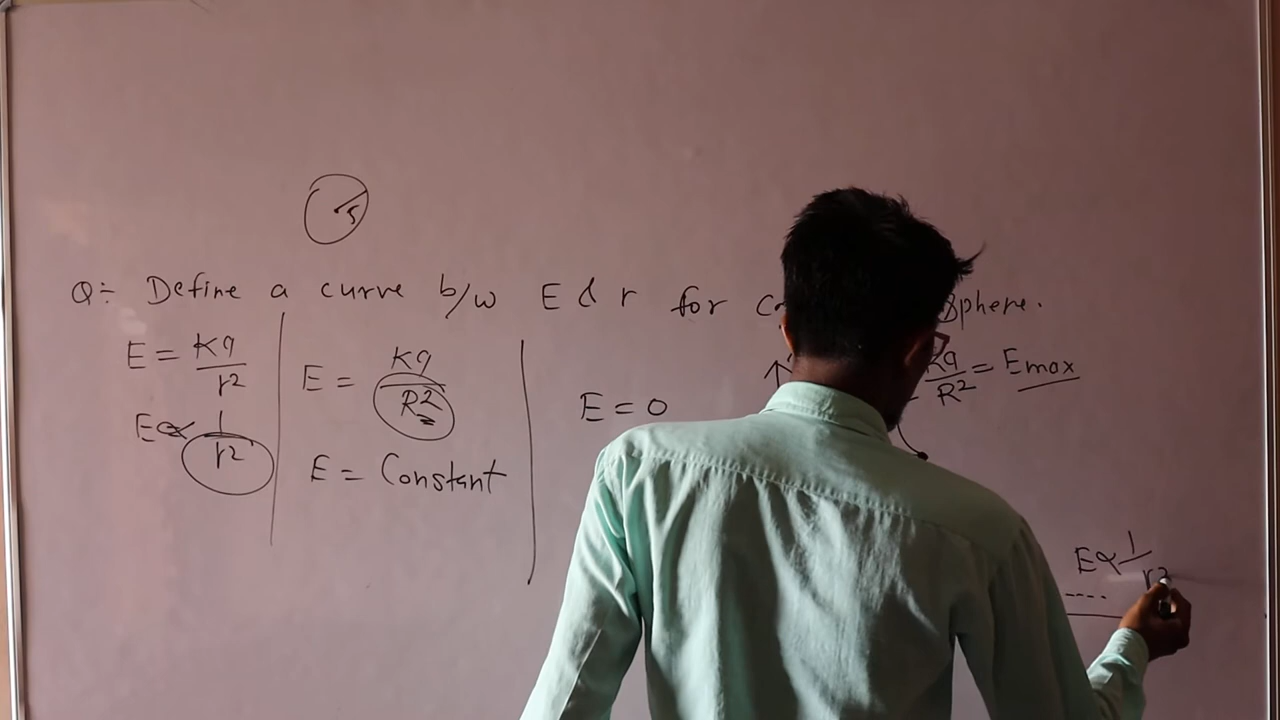 r
Q÷ Define a curve b/w E & r for Sphere.
E = Kq/r²
E ∝ 1/r²
E = Kq/R²
E = Constant
E = 0
Kq/R² = Emax
E ∝ 1/r²